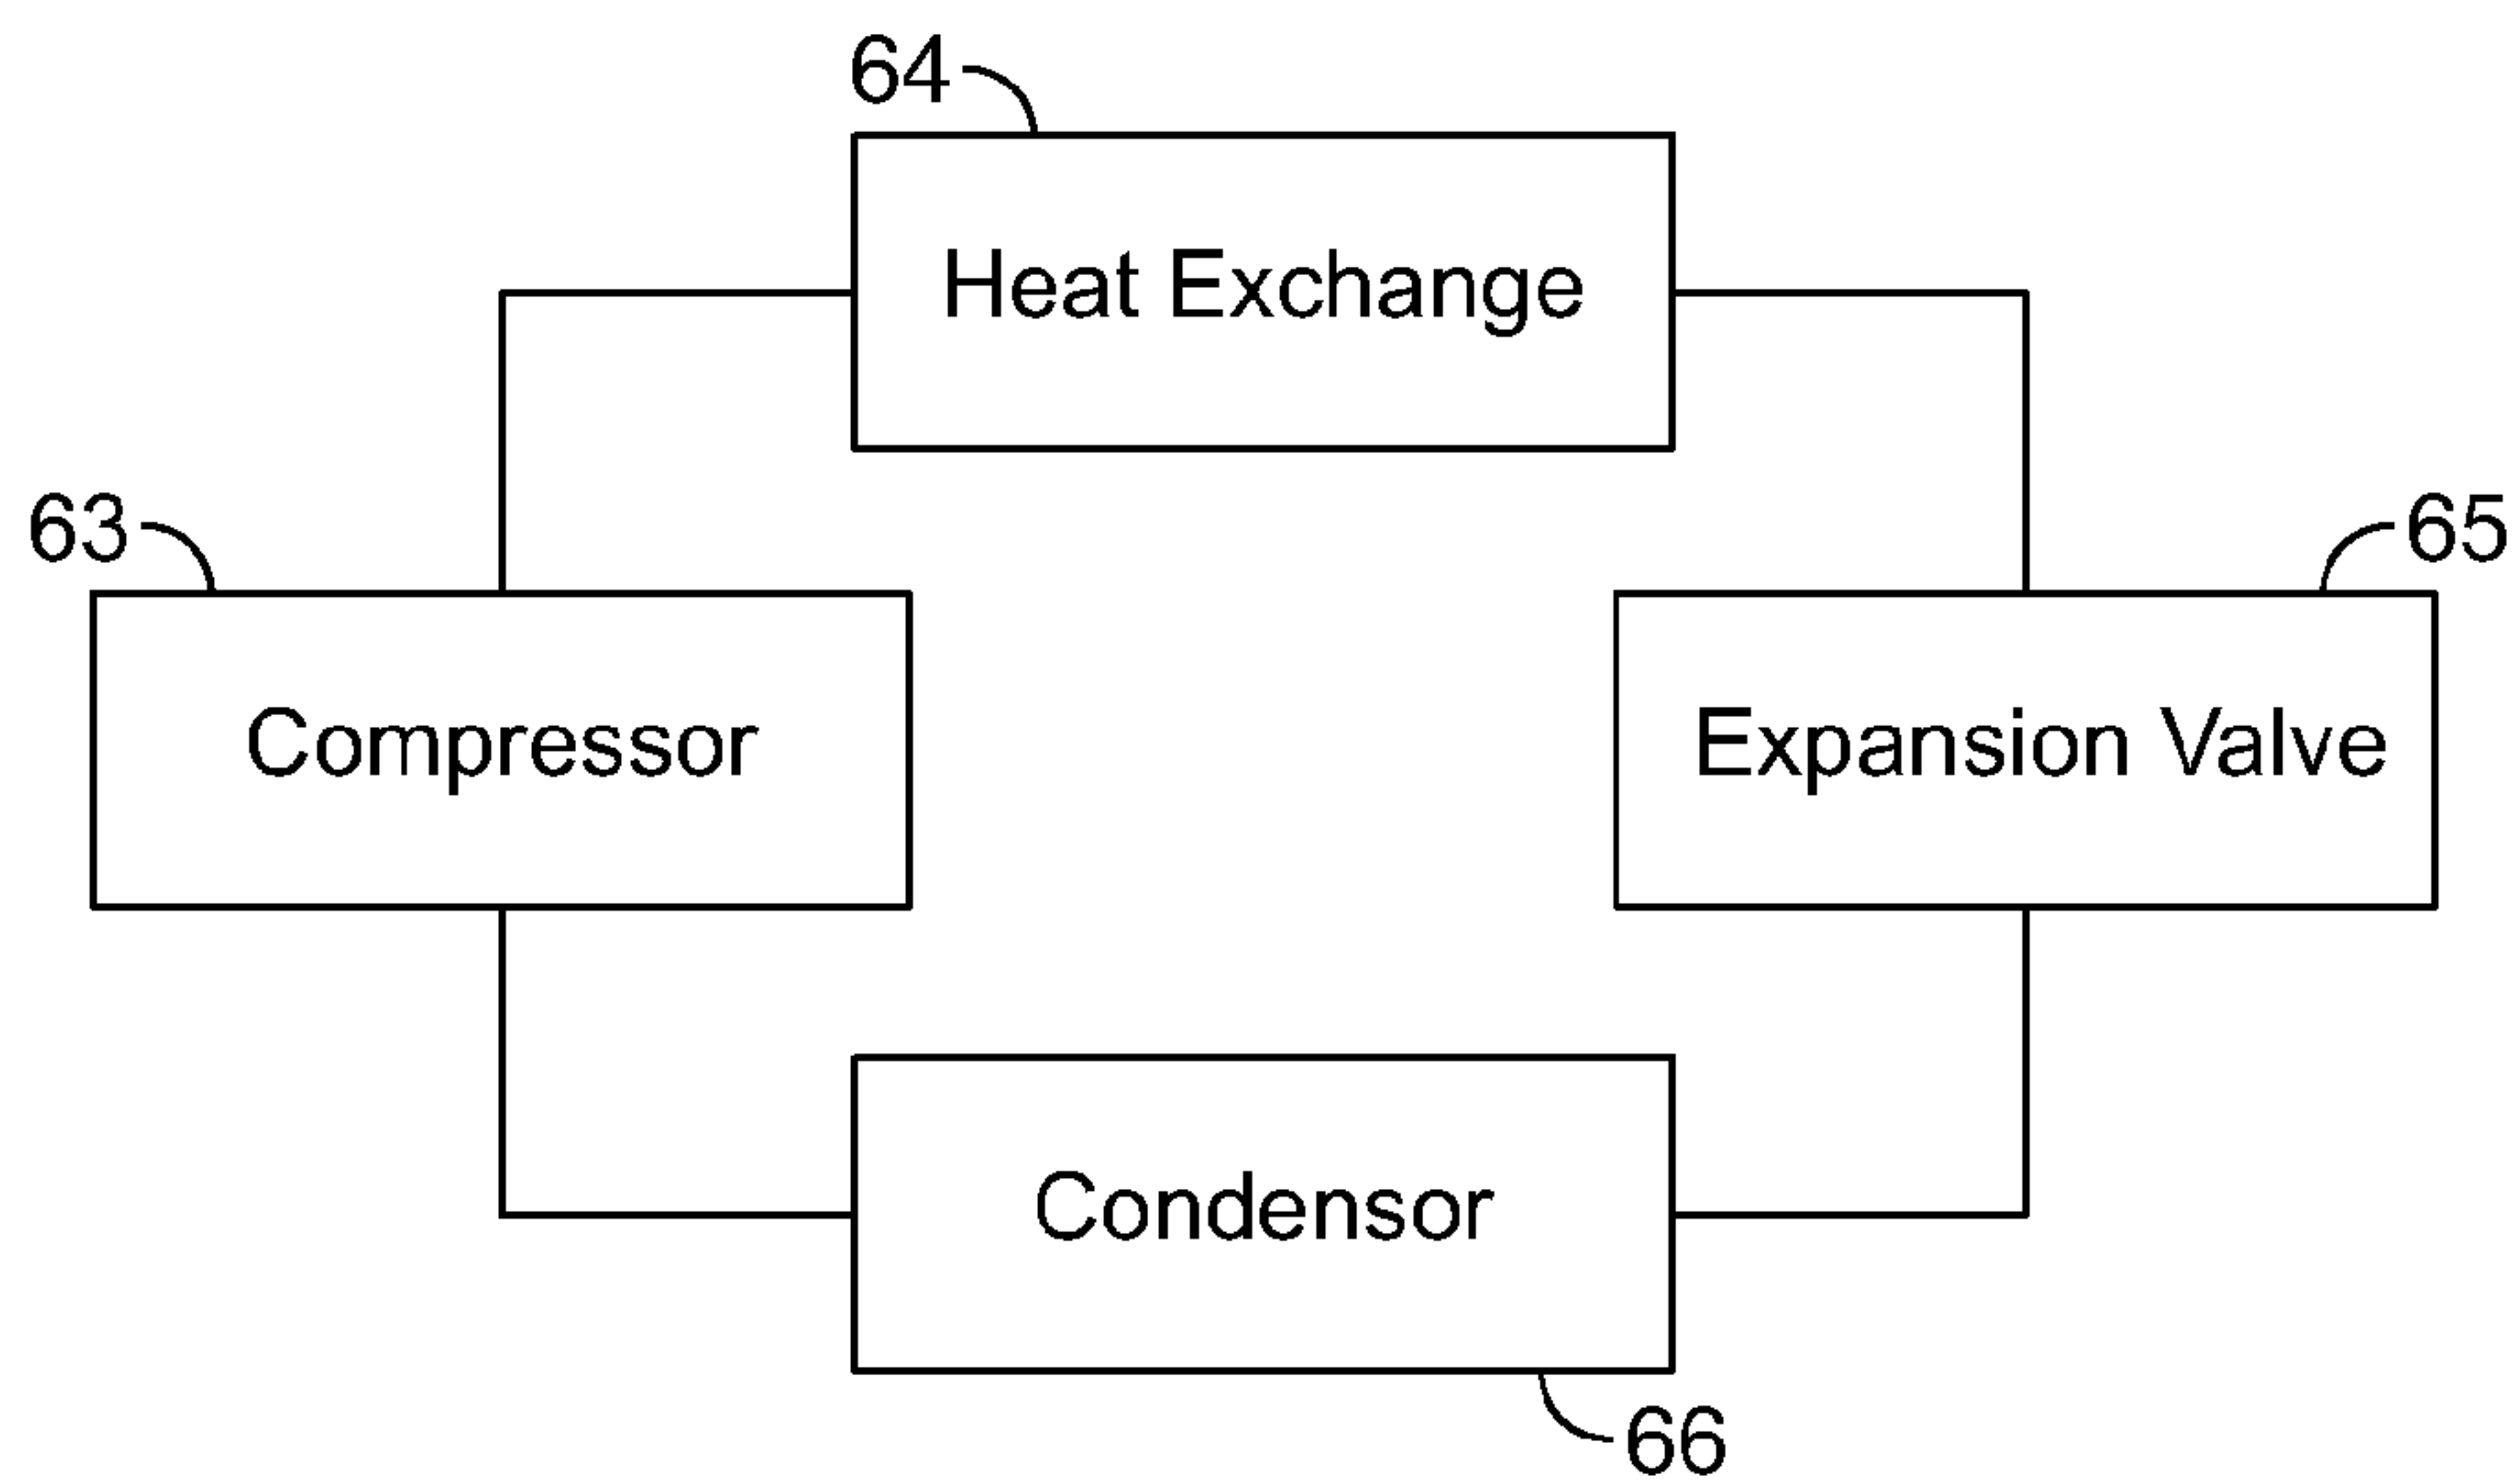 64
Heat Exchange
63
65
Compressor
Expansion Valve
Condensor
66